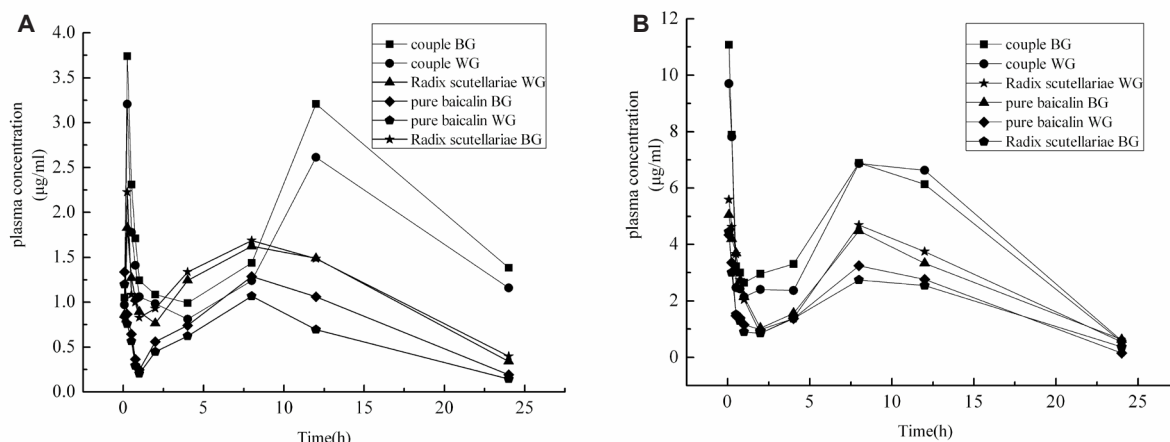 A
plasma concentration
(μg/ml)
4.0
3.5
3.0
2.5
2.0
1.5
1.0
0.5
0.0
0
5
10
15
20
25
Time(h)
couple BG
couple WG
Radix scutellariae WG
pure baicalin BG
pure baicalin WG
Radix scutellariae BG
B
plasma concentration
(μg/ml)
12
10
8
6
4
2
0
0
5
10
15
20
25
Time(h)
couple BG
couple WG
Radix scutellariae WG
pure baicalin BG
pure baicalin WG
Radix scutellariae BG